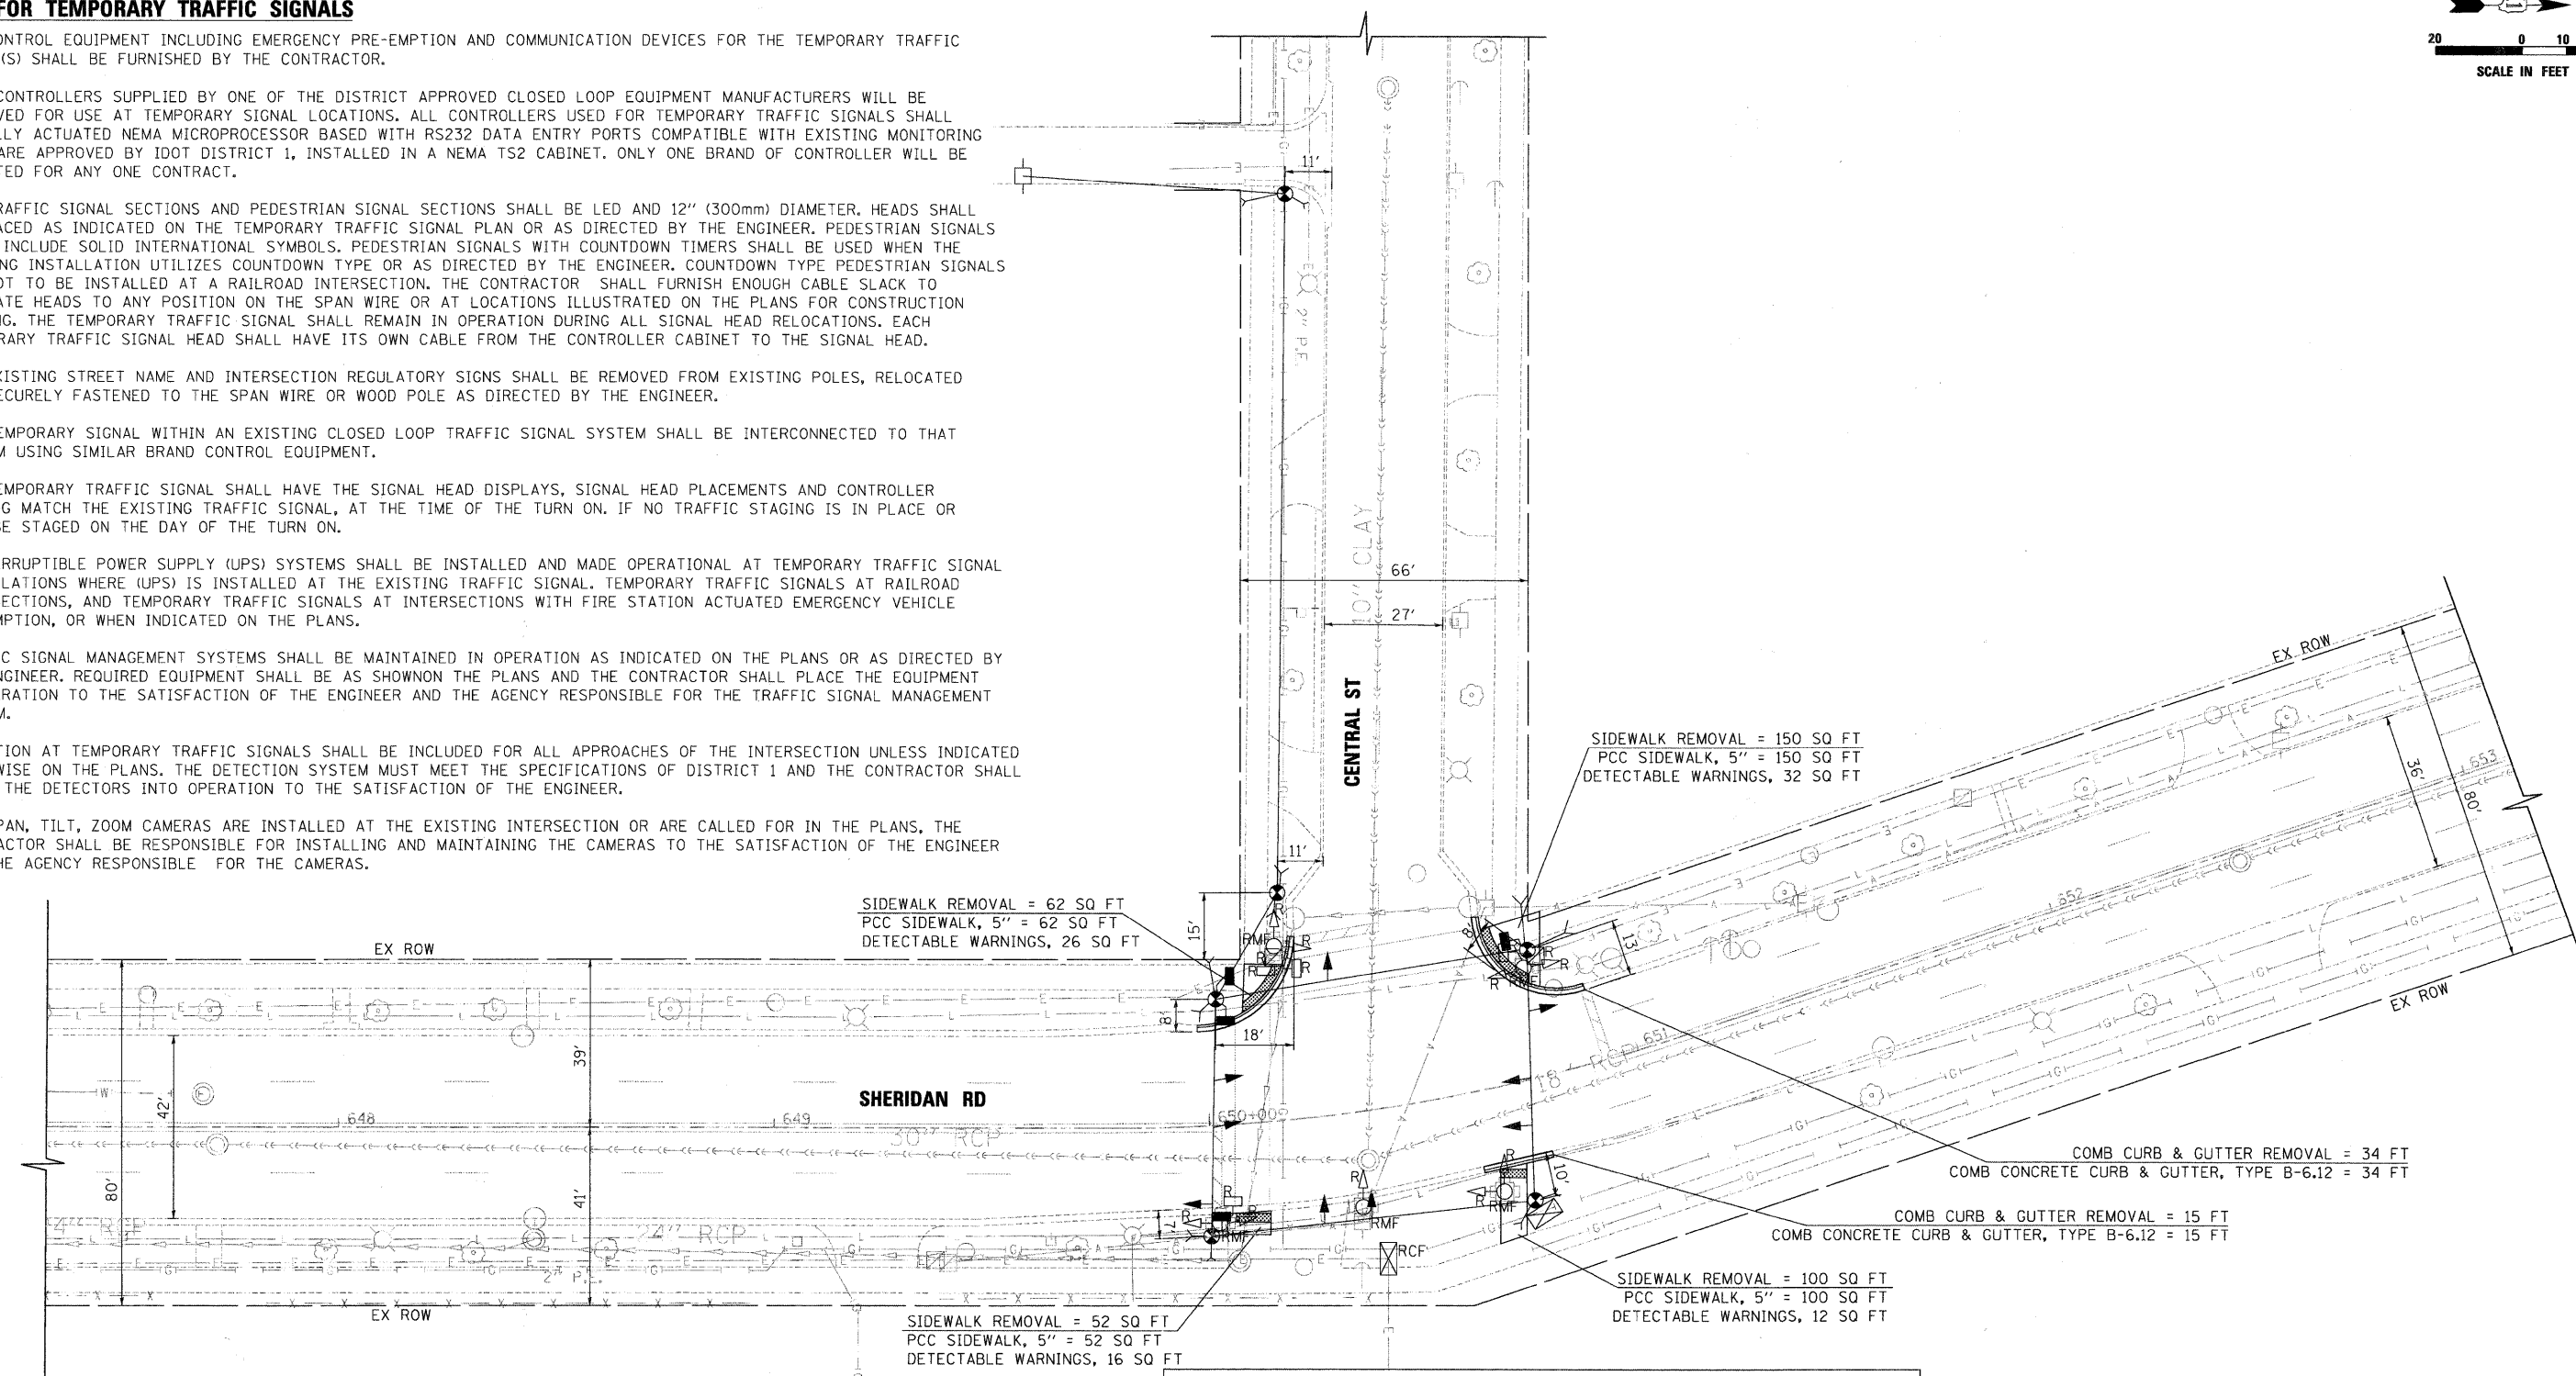 FOR TEMPORARY TRAFFIC SIGNALS
ONTROL EQUIPMENT INCLUDING EMERGENCY PRE-EMPTION AND COMMUNICATION DEVICES FOR THE TEMPORARY TRAFFIC
(S) SHALL BE FURNISHED BY THE CONTRACTOR.
CONTROLLERS SUPPLIED BY ONE OF THE DISTRICT APPROVED CLOSED LOOP EQUIPMENT MANUFACTURERS WILL BE
VED FOR USE AT TEMPORARY SIGNAL LOCATIONS. ALL CONTROLLERS USED FOR TEMPORARY TRAFFIC SIGNALS SHALL
LLY ACTUATED NEMA MICROPROCESSOR BASED WITH RS232 DATA ENTRY PORTS COMPATIBLE WITH EXISTING MONITORING
ARE APPROVED BY IDOT DISTRICT 1, INSTALLED IN A NEMA TS2 CABINET. ONLY ONE BRAND OF CONTROLLER WILL BE
TED FOR ANY ONE CONTRACT.
RAFFIC SIGNAL SECTIONS AND PEDESTRIAN SIGNAL SECTIONS SHALL BE LED AND 12'' (300mm) DIAMETER. HEADS SHALL
ACED AS INDICATED ON THE TEMPORARY TRAFFIC SIGNAL PLAN OR AS DIRECTED BY THE ENGINEER. PEDESTRIAN SIGNALS
INCLUDE SOLID INTERNATIONAL SYMBOLS. PEDESTRIAN SIGNALS WITH COUNTDOWN TIMERS SHALL BE USED WHEN THE
NG INSTALLATION UTILIZES COUNTDOWN TYPE OR AS DIRECTED BY THE ENGINEER. COUNTDOWN TYPE PEDESTRIAN SIGNALS
OT TO BE INSTALLED AT A RAILROAD INTERSECTION. THE CONTRACTOR SHALL FURNISH ENOUGH CABLE SLACK TO
ATE HEADS TO ANY POSITION ON THE SPAN WIRE OR AT LOCATIONS ILLUSTRATED ON THE PLANS FOR CONSTRUCTION
NG. THE TEMPORARY TRAFFIC SIGNAL SHALL REMAIN IN OPERATION DURING ALL SIGNAL HEAD RELOCATIONS. EACH
RARY TRAFFIC SIGNAL HEAD SHALL HAVE ITS OWN CABLE FROM THE CONTROLLER CABINET TO THE SIGNAL HEAD.
XISTING STREET NAME AND INTERSECTION REGULATORY SIGNS SHALL BE REMOVED FROM EXISTING POLES, RELOCATED
ECURELY FASTENED TO THE SPAN WIRE OR WOOD POLE AS DIRECTED BY THE ENGINEER.
EMPORARY SIGNAL WITHIN AN EXISTING CLOSED LOOP TRAFFIC SIGNAL SYSTEM SHALL BE INTERCONNECTED TO THAT
M USING SIMILAR BRAND CONTROL EQUIPMENT.
EMPORARY TRAFFIC SIGNAL SHALL HAVE THE SIGNAL HEAD DISPLAYS, SIGNAL HEAD PLACEMENTS AND CONTROLLER
G MATCH THE EXISTING TRAFFIC SIGNAL, AT THE TIME OF THE TURN ON. IF NO TRAFFIC STAGING IS IN PLACE OR
SE STAGED ON THE DAY OF THE TURN ON.
RRUPTIBLE POWER SUPPLY (UPS) SYSTEMS SHALL BE INSTALLED AND MADE OPERATIONAL AT TEMPORARY TRAFFIC SIGNAL
LATIONS WHERE (UPS) IS INSTALLED AT THE EXISTING TRAFFIC SIGNAL. TEMPORARY TRAFFIC SIGNALS AT RAILROAD
ECTIONS, AND TEMPORARY TRAFFIC SIGNALS AT INTERSECTIONS WITH FIRE STATION ACTUATED EMERGENCY VEHICLE
MPTION, OR WHEN INDICATED ON THE PLANS.
C SIGNAL MANAGEMENT SYSTEMS SHALL BE MAINTAINED IN OPERATION AS INDICATED ON THE PLANS OR AS DIRECTED BY
NGINEER. REQUIRED EQUIPMENT SHALL BE AS SHOWNON THE PLANS AND THE CONTRACTOR SHALL PLACE THE EQUIPMENT
RATION TO THE SATISFACTION OF THE ENGINEER AND THE AGENCY RESPONSIBLE FOR THE TRAFFIC SIGNAL MANAGEMENT
M.
TION AT TEMPORARY TRAFFIC SIGNALS SHALL BE INCLUDED FOR ALL APPROACHES OF THE INTERSECTION UNLESS INDICATED
WISE ON THE PLANS. THE DETECTION SYSTEM MUST MEET THE SPECIFICATIONS OF DISTRICT 1 AND THE CONTRACTOR SHALL
THE DETECTORS INTO OPERATION TO THE SATISFACTION OF THE ENGINEER.
PAN, TILT, ZOOM CAMERAS ARE INSTALLED AT THE EXISTING INTERSECTION OR ARE CALLED FOR IN THE PLANS, THE
ACTOR SHALL BE RESPONSIBLE FOR INSTALLING AND MAINTAINING THE CAMERAS TO THE SATISFACTION OF THE ENGINEER
HE AGENCY RESPONSIBLE FOR THE CAMERAS.
20 0 10
SCALE IN FEET
11'
2" P.F.
10" CLAY
66'
27'
CENTRAL ST
11'
SIDEWALK REMOVAL = 150 SQ FT
PCC SIDEWALK, 5'' = 150 SQ FT
DETECTABLE WARNINGS, 32 SQ FT
EX ROW
36'
80'
653
652
651
18" RCP
EX ROW
SIDEWALK REMOVAL = 62 SQ FT
PCC SIDEWALK, 5'' = 62 SQ FT
DETECTABLE WARNINGS, 26 SQ FT
15'
8'
18'
8'
13'
RMF
EX ROW
39'
42'
SHERIDAN RD
648
649
650+00
30" RCP
80'
41'
24" RCP
24" RCP
7'
10'
RMF
RMF
RMF
RCF
EX ROW
COMB CURB & GUTTER REMOVAL = 34 FT
COMB CONCRETE CURB & GUTTER, TYPE B-6.12 = 34 FT
COMB CURB & GUTTER REMOVAL = 15 FT
COMB CONCRETE CURB & GUTTER, TYPE B-6.12 = 15 FT
SIDEWALK REMOVAL = 100 SQ FT
PCC SIDEWALK, 5'' = 100 SQ FT
DETECTABLE WARNINGS, 12 SQ FT
SIDEWALK REMOVAL = 52 SQ FT
PCC SIDEWALK, 5'' = 52 SQ FT
DETECTABLE WARNINGS, 16 SQ FT